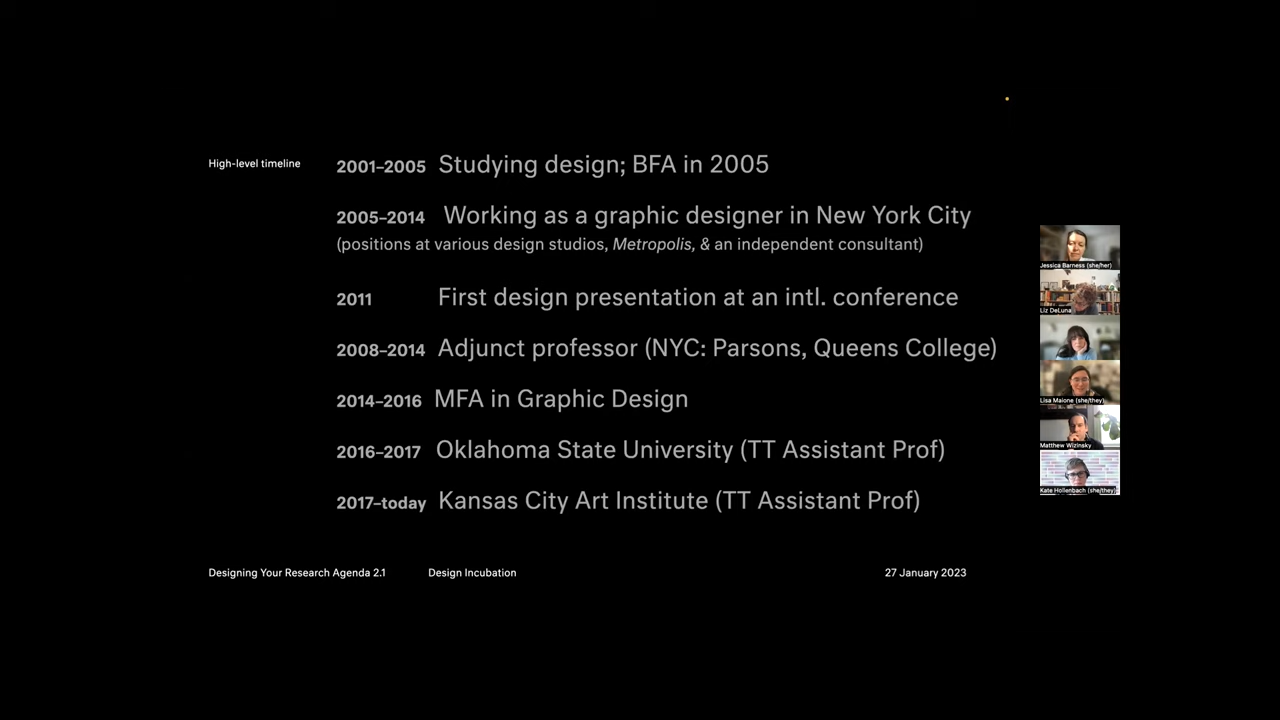 High-level timeline
2001–2005 Studying design; BFA in 2005
2005–2014 Working as a graphic designer in New York City
(positions at various design studios, Metropolis, & an independent consultant)
2011 First design presentation at an intl. conference
2008–2014 Adjunct professor (NYC: Parsons, Queens College)
2014–2016 MFA in Graphic Design
2016–2017 Oklahoma State University (TT Assistant Prof)
2017–today Kansas City Art Institute (TT Assistant Prof)
Designing Your Research Agenda 2.1 Design Incubation 27 January 2023
Jessica Barness (she/her)
Liz DeLuna
Lisa Maione (she/they)
Matthew Wizinsky
Kate Hollenbach (she/they)